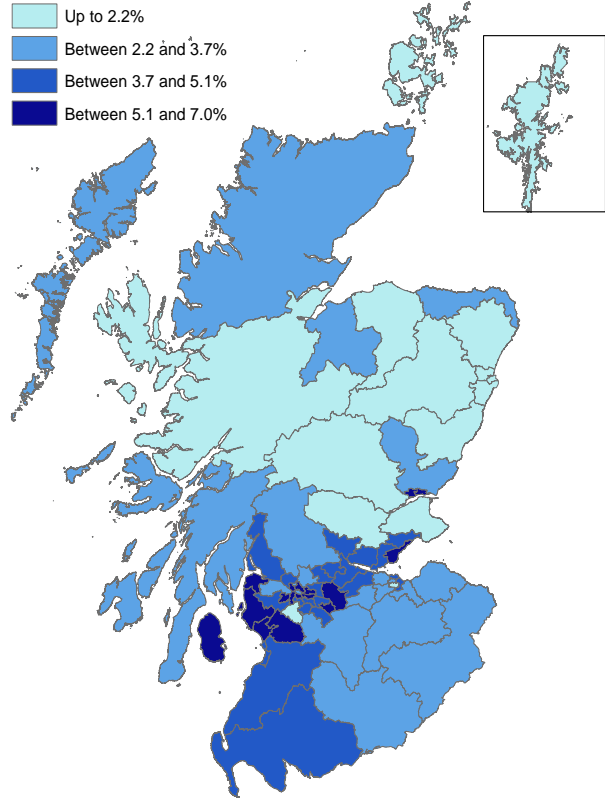 Up to 2.2%
Between 2.2 and 3.7%
Between 3.7 and 5.1%
Between 5.1 and 7.0%